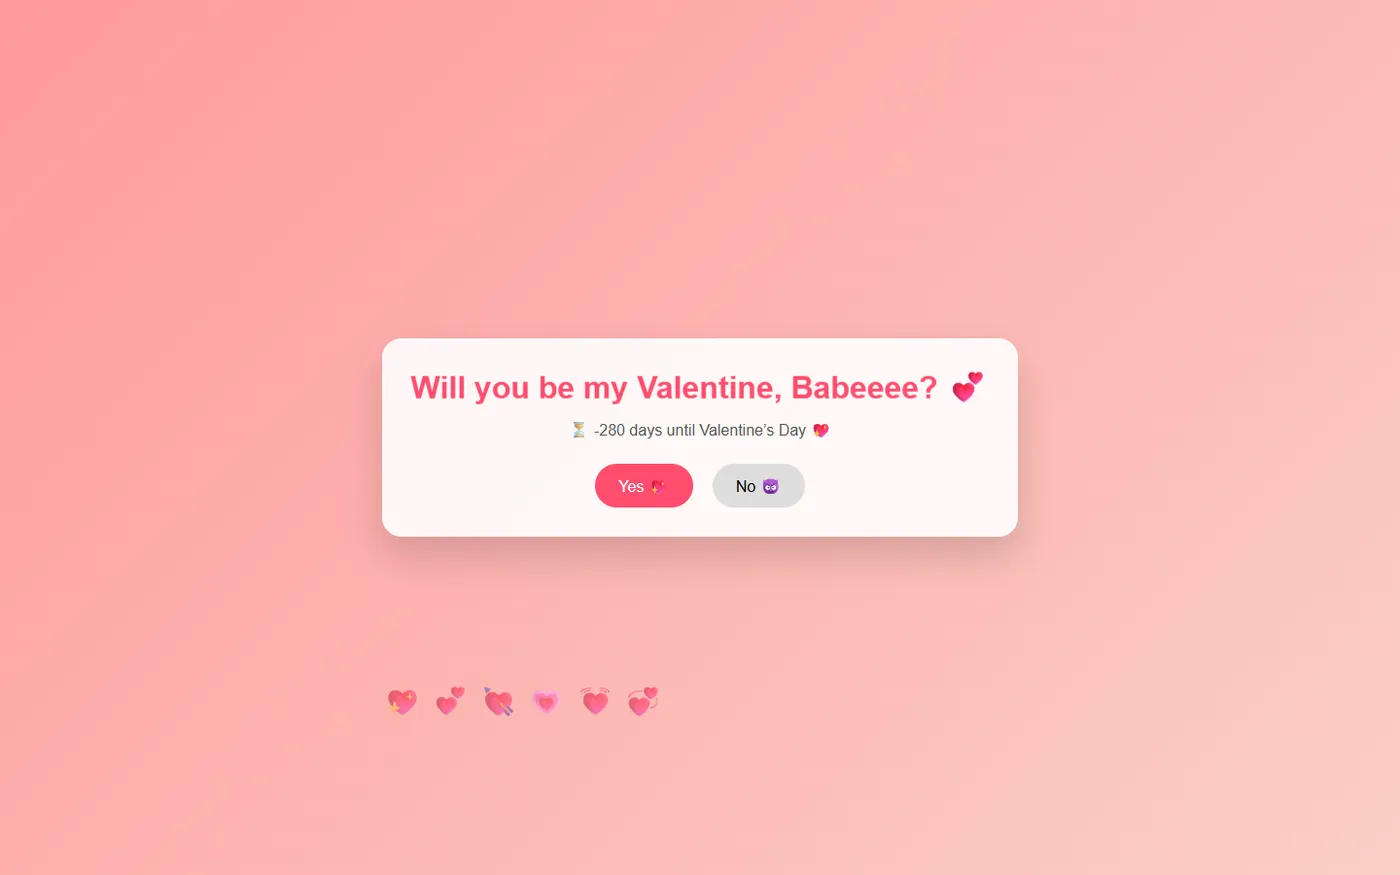 Will you be my Valentine, Babeeee? 💕
⏳ -280 days until Valentine’s Day 💖
Yes 💖
No 😈